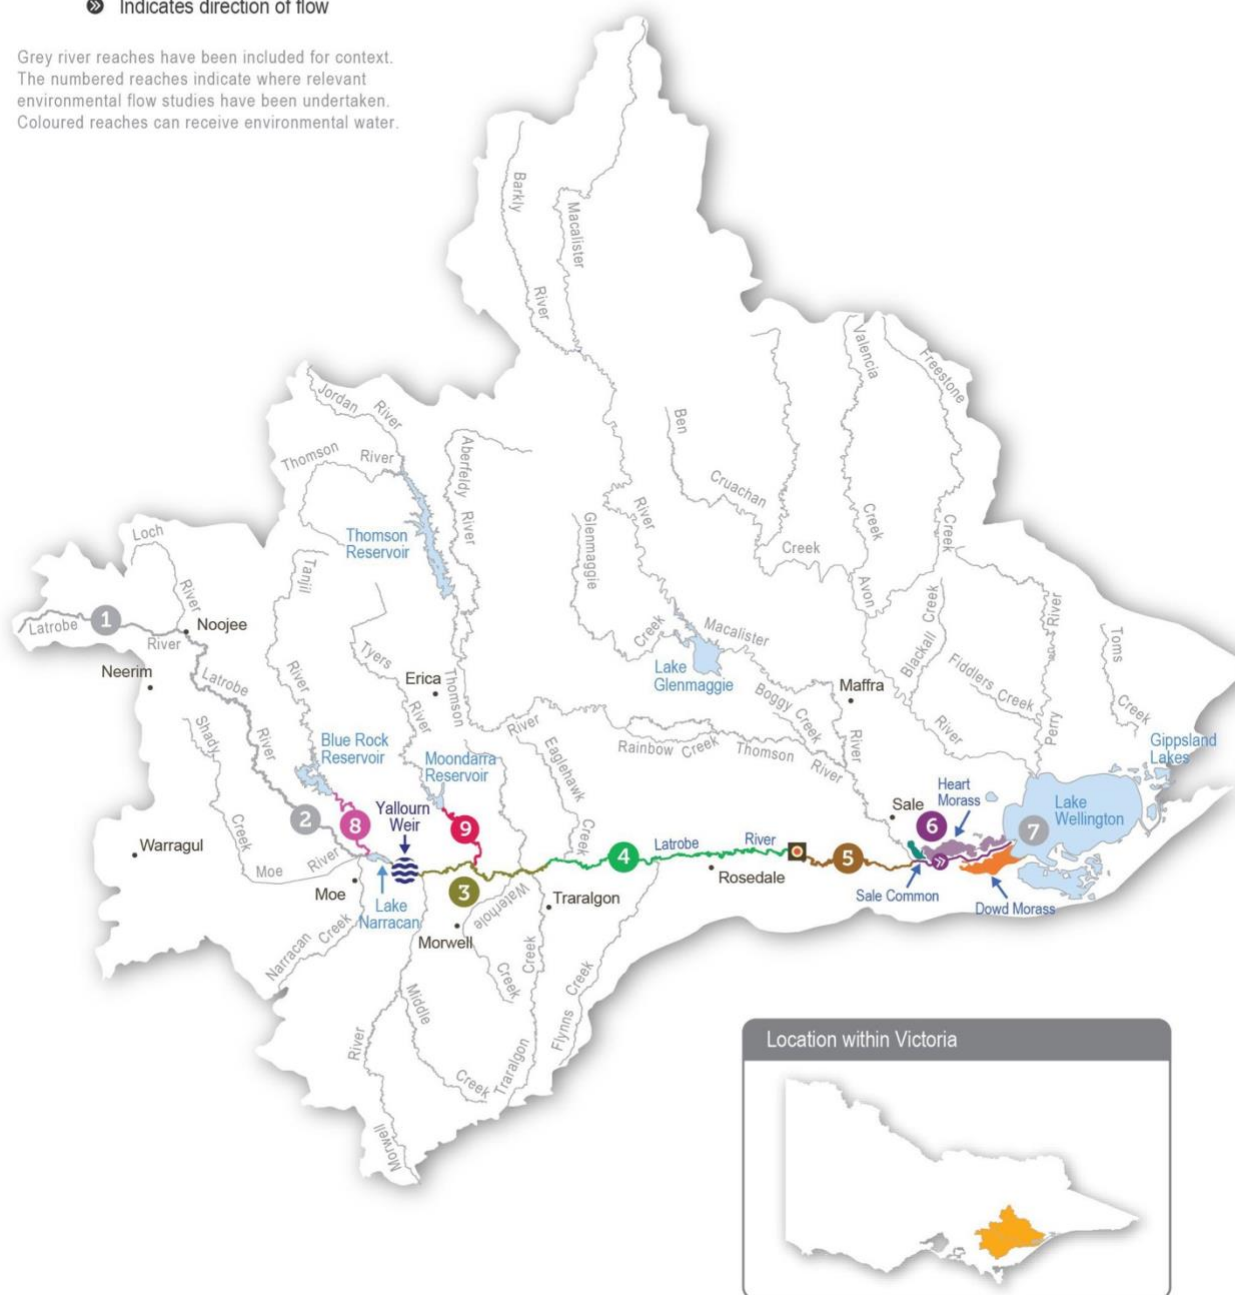 Indicates direction of flow
Grey river reaches have been included for context.
The numbered reaches indicate where relevant
environmental flow studies have been undertaken.
Coloured reaches can receive environmental water.
Barkly
River
Macalister
River
Valencia
Creek
Freestone
Creek
Jordan River
Thomson River
Aberfeldy
River
Ben
Cruachan
Creek
Thomson
Reservoir
Glenmaggie
Creek
Loch
River
Tanjil
River
Latrobe
1
River
Noojee
Neerim
Latrobe
River
Tyers
River
Erica
Thomson
River
Macalister
Lake
Glenmaggie
Boggy Creek
Maffra
River
Avon
River
Blackall Creek
Fiddlers Creek
Perry
River
Toms
Creek
Shady
Creek
Blue Rock
Reservoir
Moondarra
Reservoir
Eaglehawk
Creek
Rainbow Creek
Thomson
River
Gippsland
Lakes
2
8
Yallourn
Weir
9
Sale
6
Heart
Morass
7
Lake
Wellington
Warragul
Moe
River
4
Latrobe River
5
Rosedale
Sale Common
Dowd Morass
Moe
Lake
Narracan
3
Morwell
Waterhole
Creek
Traralgon
Narracan Creek
Middle
Creek
Traralgon
Creek
Flynns Creek
River
Morwell
Location within Victoria